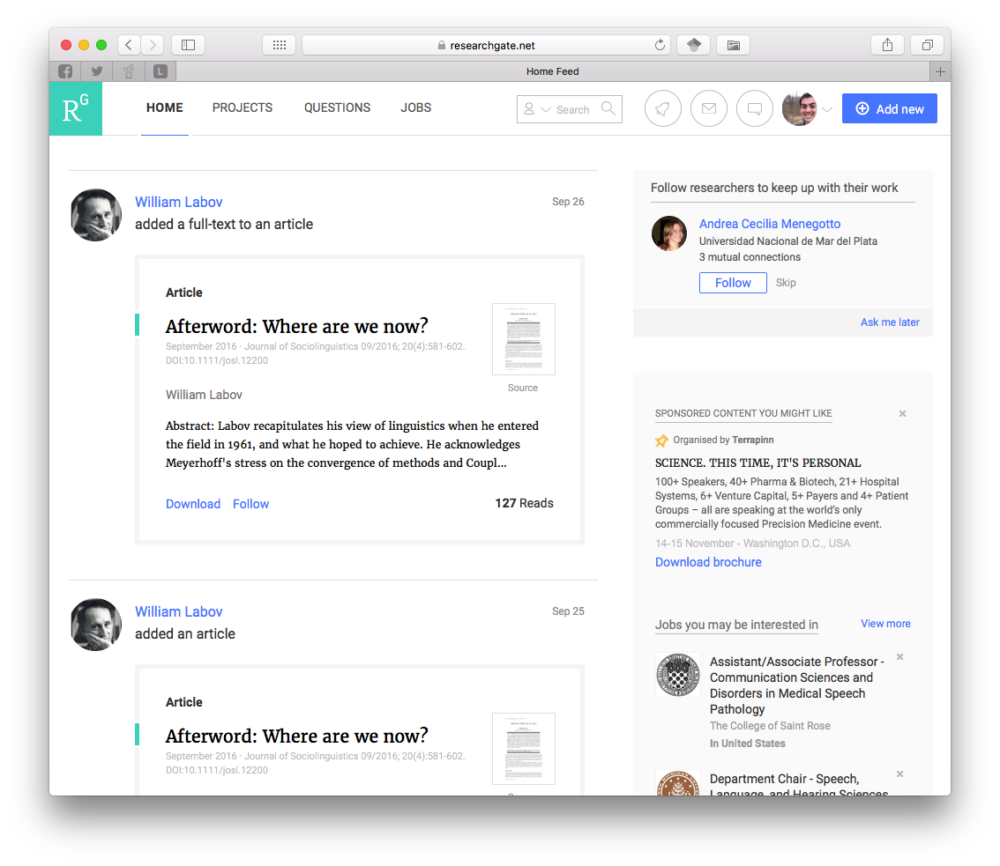 researchgate.net
L
Home Feed
RG
HOME PROJECTS QUESTIONS JOBS
Search
Add new
William Labov
Sep 26
added a full-text to an article
Article
Afterword: Where are we now?
September 2016 · Journal of Sociolinguistics 09/2016; 20(4):581-602.
DOI:10.1111/josl.12200
Source
William Labov
Abstract: Labov recapitulates his view of linguistics when he entered
the field in 1961, and what he hoped to achieve. He acknowledges
Meyerhoff's stress on the convergence of methods and Coupl...
Download Follow
127 Reads
William Labov
Sep 25
added an article
Article
Afterword: Where are we now?
September 2016 · Journal of Sociolinguistics 09/2016; 20(4):581-602.
DOI:10.1111/josl.12200
Follow researchers to keep up with their work
Andrea Cecilia Menegotto
Universidad Nacional de Mar del Plata
3 mutual connections
Follow Skip
Ask me later
SPONSORED CONTENT YOU MIGHT LIKE
Organised by Terrapinn
SCIENCE. THIS TIME, IT'S PERSONAL
100+ Speakers, 40+ Pharma & Biotech, 21+ Hospital
Systems, 6+ Venture Capital, 5+ Payers and 4+ Patient
Groups – all are speaking at the world's only
commercially focused Precision Medicine event.
14-15 November - Washington D.C., USA
Download brochure
Jobs you may be interested in
View more
Assistant/Associate Professor -
Communication Sciences and
Disorders in Medical Speech
Pathology
The College of Saint Rose
In United States
Department Chair - Speech,
Language, and Hearing Sciences